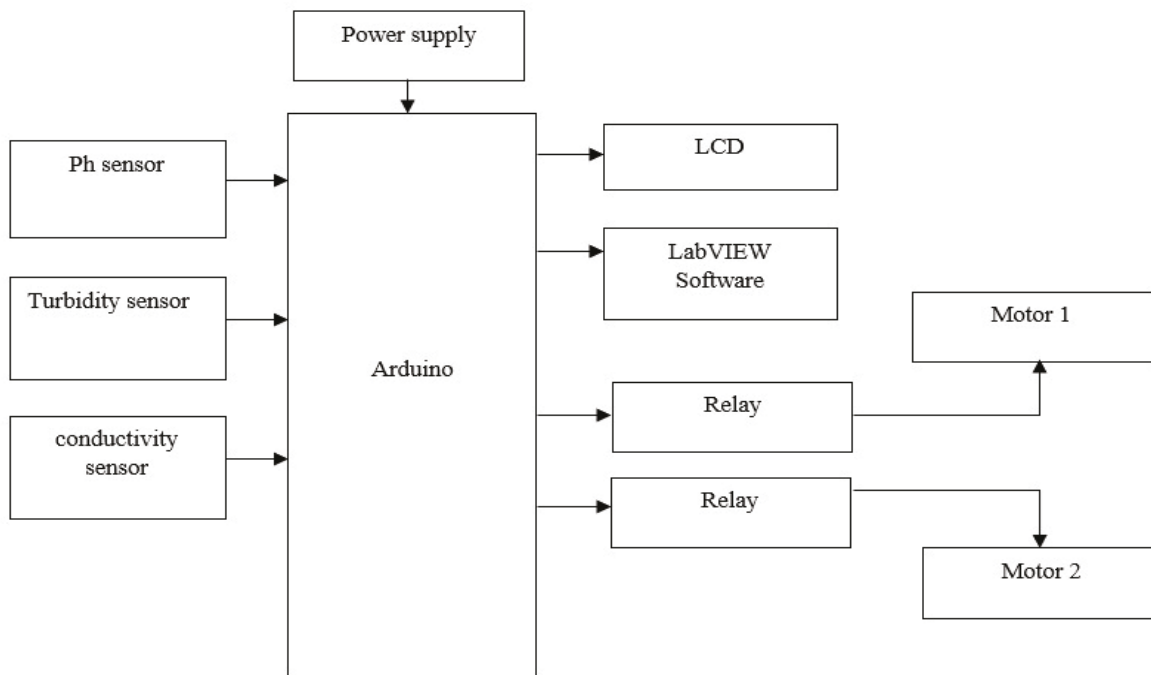 Power supply
Ph sensor
LCD
LabVIEW
Software
Turbidity sensor
Motor 1
Arduino
Relay
conductivity
sensor
Relay
Motor 2